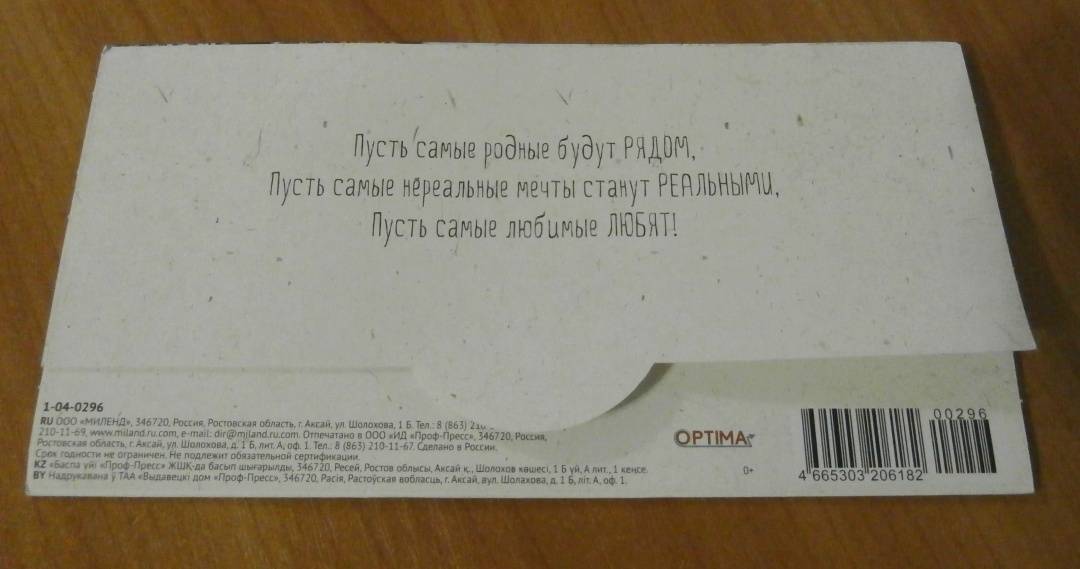 Пусть самые родные будут РЯДОМ,
Пусть самые нереальные мечты станут РЕАЛЬНЫМИ,
Пусть самые любимые ЛЮБЯТ!
1-04-0296
RU ООО «МИЛЕНД», 346720, Россия, Ростовская область, г. Аксай, ул. Шолохова, 1 Б. Тел.: 8 (863)
210-11-69, www.miland.ru.com, e-mail: dir@miland.ru.com. Отпечатано в ООО «ИД «Проф-Пресс», 346720, Россия,
Ростовская область, г. Аксай, ул. Шолохова, д. 1 Б, лит. А, оф. 1. Тел.: 8 (863) 210-11-67. Сделано в России.
Срок годности не ограничен. Не подлежит обязательной сертификации.
KZ «Баспа үйі «Проф-Пресс» ЖШҚ-да басып шығарылды, 346720, Ресей, Ростов облысы, Аксай қ., Шолохов көшесі, 1 Б үй, А лит., 1 кеңсе.
BY Надрукавана ў ТАА «Выдавецкі дом «Проф-Прэсс», 346720, Расія, Растоўская вобласць, г. Аксай, вул. Шолахова, д. 1 Б, літ. А, оф. 1.
OPTIMA
0+
00296
4 665303 206182